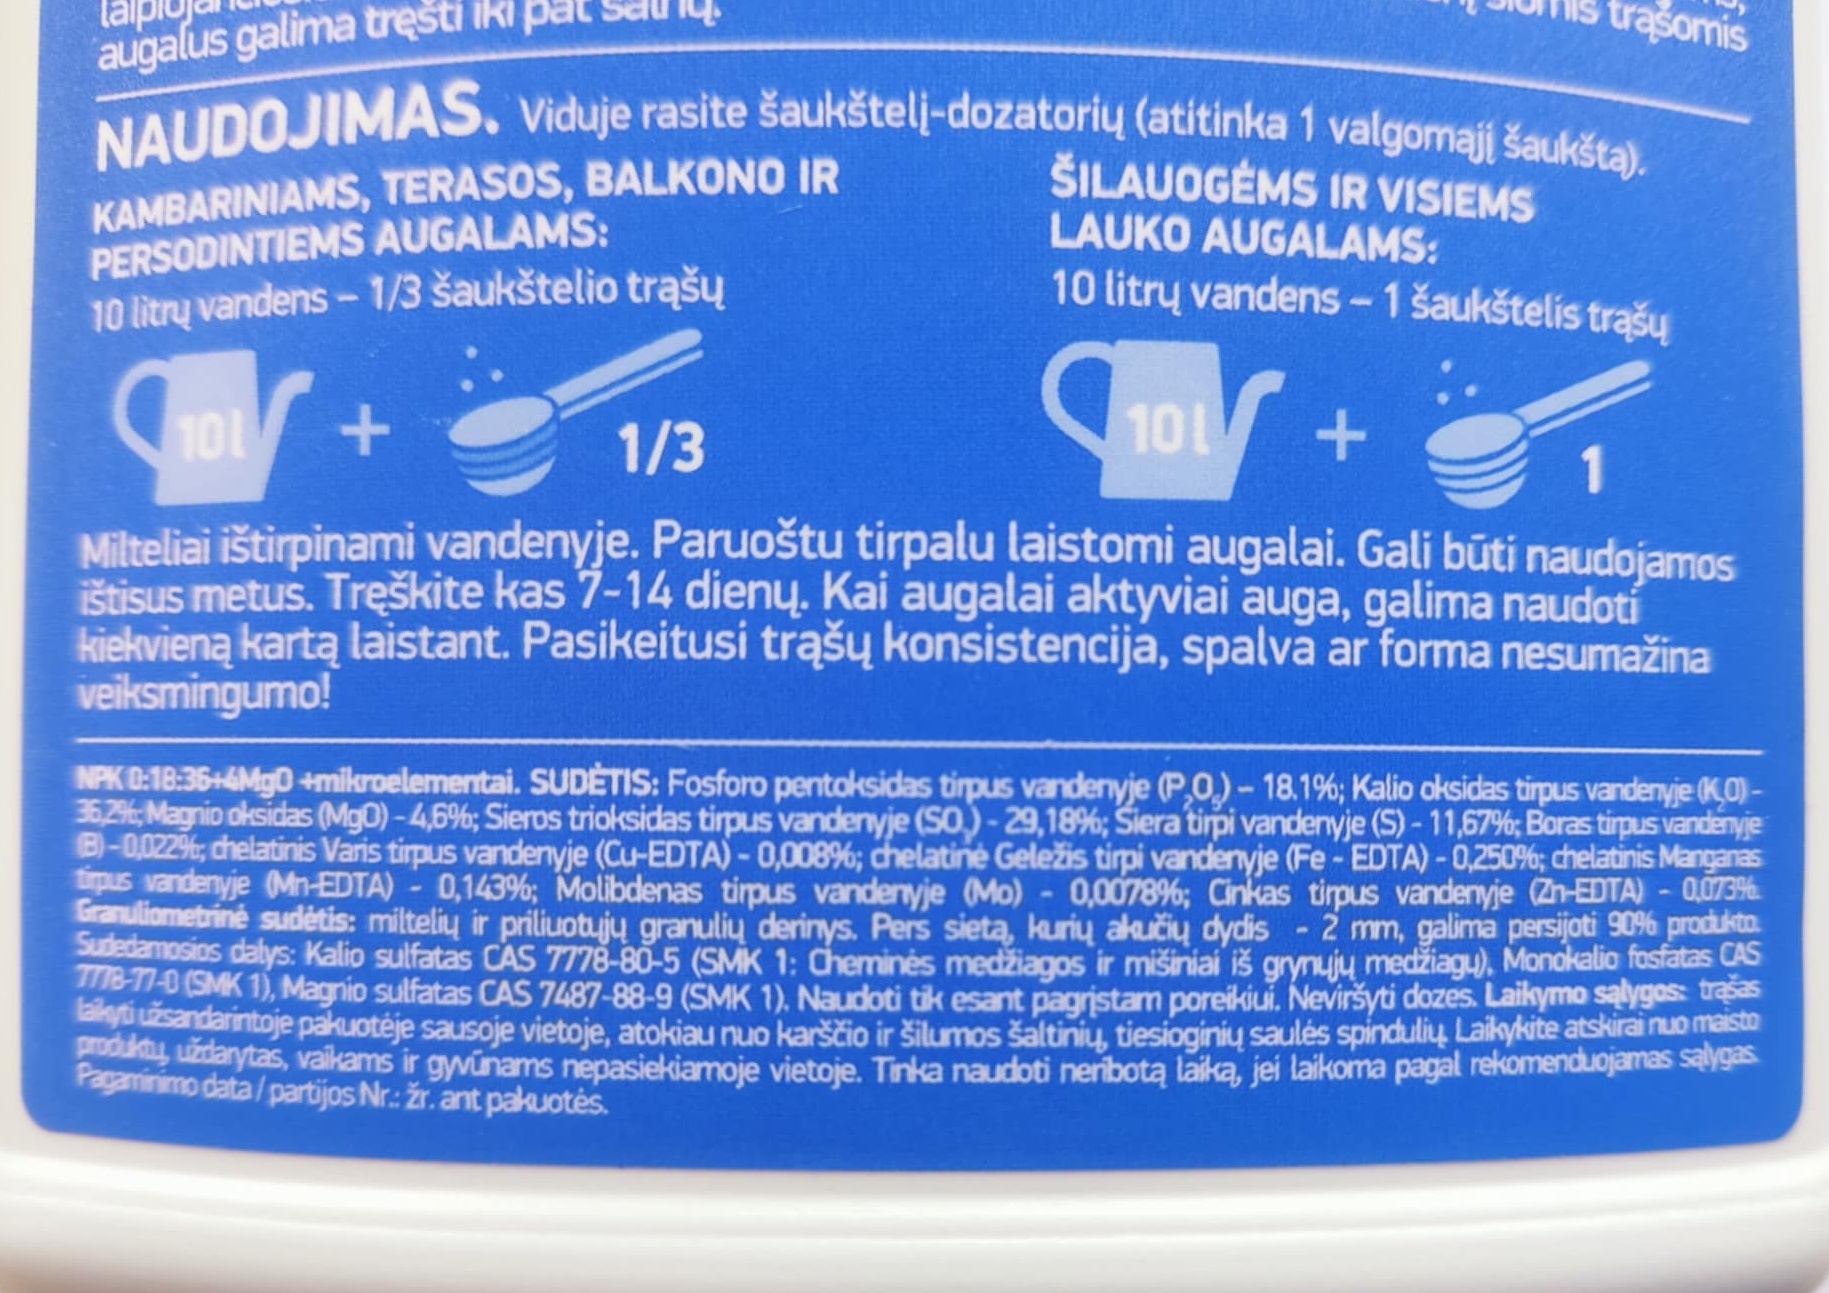 augalus galima tręšti iki pat šalnų.
trąšomis
NAUDOJIMAS. Viduje rasite šaukštelį-dozatorių (atitinka 1 valgomąjį šaukštą).
KAMBARINIAMS, TERASOS, BALKONO IR
PERSODINTIEMS AUGALAMS:
10 litrų vandens – 1/3 šaukštelio trąšų
10l + 1/3
ŠILAUOGĖMS IR VISIEMS
LAUKO AUGALAMS:
10 litrų vandens – 1 šaukštelis trąšų
10l + 1
Milteliai ištirpinami vandenyje. Paruoštu tirpalu laistomi augalai. Gali būti naudojamos
ištisus metus. Tręškite kas 7-14 dienų. Kai augalai aktyviai auga, galima naudoti
kiekvieną kartą laistant. Pasikeitusi trąšų konsistencija, spalva ar forma nesumažina
veiksmingumo!
NPK 0:18:36+4MgO +mikroelementai. SUDĖTIS: Fosforo pentoksidas tirpus vandenyje (P₂O₅) – 18.1%; Kalio oksidas tirpus vandenyje (K₂O) -
36,2%; Magnio oksidas (MgO) - 4,6%; Sieros trioksidas tirpus vandenyje (SO₃) - 29,18%; Siera tirpi vandenyje (S) - 11,67%; Boras tirpus vandenyje
(B) - 0,022%; chelatinis Varis tirpus vandenyje (Cu-EDTA) - 0,008%; chelatinė Geležis tirpi vandenyje (Fe - EDTA) - 0,250%; chelatinis Manganas
tirpus vandenyje (Mn-EDTA) - 0,143%; Molibdenas tirpus vandenyje (Mo) - 0,0078%; Cinkas tirpus vandenyje (Zn-EDTA) - 0,073%.
Granuliometrinė sudėtis: miltelių ir priliuotųjų granulių derinys. Pers sietą, kurių akučių dydis - 2 mm, galima persijoti 90% produkto.
Sudedamosios dalys: Kalio sulfatas CAS 7778-80-5 (SMK 1: Cheminės medžiagos ir mišiniai iš grynųjų medžiagų), Monokalio fosfatas CAS
7778-77-0 (SMK 1), Magnio sulfatas CAS 7487-88-9 (SMK 1). Naudoti tik esant pagrįstam poreikiui. Neviršyti dozės. Laikymo sąlygos: trąšas
laikyti užsandarintoje pakuotėje sausoje vietoje, atokiau nuo karščio ir šilumos šaltinių, tiesioginių saulės spindulių. Laikykite atskirai nuo maisto
produktų, uždarytas, vaikams ir gyvūnams nepasiekiamoje vietoje. Tinka naudoti neribotą laiką, jei laikoma pagal rekomenduojamas sąlygas.
Pagaminimo data / partijos Nr.: žr. ant pakuotės.